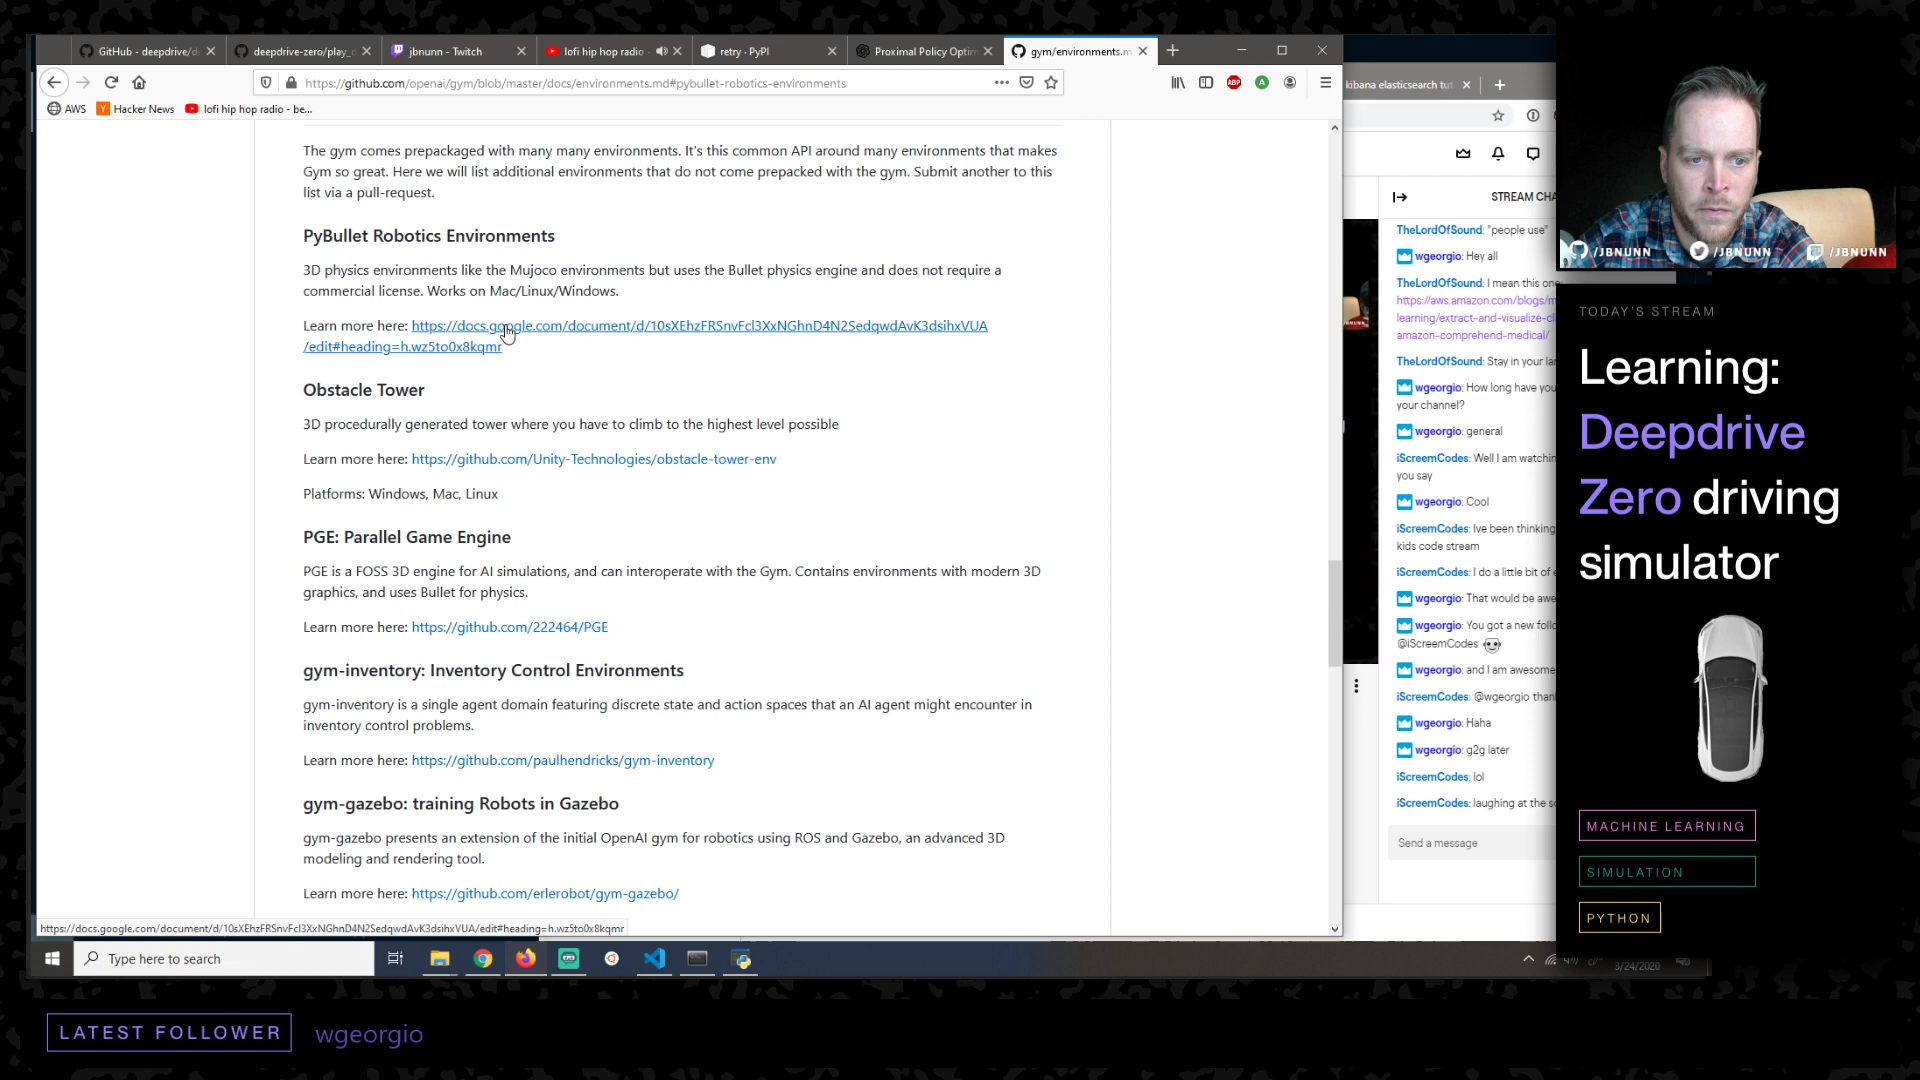 GitHub - deepdrive/d
deepdrive-zero/play_
jbnunn - Twitch
lofi hip hop radio
retry · PyPI
Proximal Policy Optim
gym/environments.m
https://github.com/openai/gym/blob/master/docs/environments.md#pybullet-robotics-environments
AWS
Hacker News
lofi hip hop radio - be...
kibana elasticsearch tut
The gym comes prepackaged with many many environments. It's this common API around many environments that makes
Gym so great. Here we will list additional environments that do not come prepacked with the gym. Submit another to this
list via a pull-request.
PyBullet Robotics Environments
3D physics environments like the Mujoco environments but uses the Bullet physics engine and does not require a
commercial license. Works on Mac/Linux/Windows.
Learn more here: https://docs.google.com/document/d/10sXEhzFRSnvFcl3XxNGhnD4N2SedqwdAvK3dsihxVUA
/edit#heading=h.wz5to0x8kqmr
Obstacle Tower
3D procedurally generated tower where you have to climb to the highest level possible
Learn more here: https://github.com/Unity-Technologies/obstacle-tower-env
Platforms: Windows, Mac, Linux
PGE: Parallel Game Engine
PGE is a FOSS 3D engine for AI simulations, and can interoperate with the Gym. Contains environments with modern 3D
graphics, and uses Bullet for physics.
Learn more here: https://github.com/222464/PGE
gym-inventory: Inventory Control Environments
gym-inventory is a single agent domain featuring discrete state and action spaces that an AI agent might encounter in
inventory control problems.
Learn more here: https://github.com/paulhendricks/gym-inventory
gym-gazebo: training Robots in Gazebo
gym-gazebo presents an extension of the initial OpenAI gym for robotics using ROS and Gazebo, an advanced 3D
modeling and rendering tool.
Learn more here: https://github.com/erlerobot/gym-gazebo/
https://docs.google.com/document/d/10sXEhzFRSnvFcl3XxNGhnD4N2SedqwdAvK3dsihxVUA/edit#heading=h.wz5to0x8kqmr
STREAM CHA
TheLordOfSound: "people use"
wgeorgio: Hey all
TheLordOfSound: I mean this one
https://aws.amazon.com/blogs/m
learning/extract-and-visualize-cli
amazon-comprehend-medical/
TheLordOfSound: Stay in your lan
wgeorgio: How long have you
your channel?
wgeorgio: general
iScreemCodes: Well I am watchin
you say
wgeorgio: Cool
iScreemCodes: Ive been thinking
kids code stream
iScreemCodes: I do a little bit of e
wgeorgio: That would be awe
wgeorgio: You got a new follo
@iScreemCodes
wgeorgio: and I am awesome
iScreemCodes: @wgeorgio than
wgeorgio: Haha
wgeorgio: g2g later
iScreemCodes: lol
iScreemCodes: laughing at the so
Send a message
/JBNUNN
/JBNUNN
/JBNUNN
TODAY'S STREAM
Learning:
Deepdrive
Zero driving
simulator
MACHINE LEARNING
SIMULATION
PYTHON
Type here to search
3/24/2020
LATEST FOLLOWER
wgeorgio